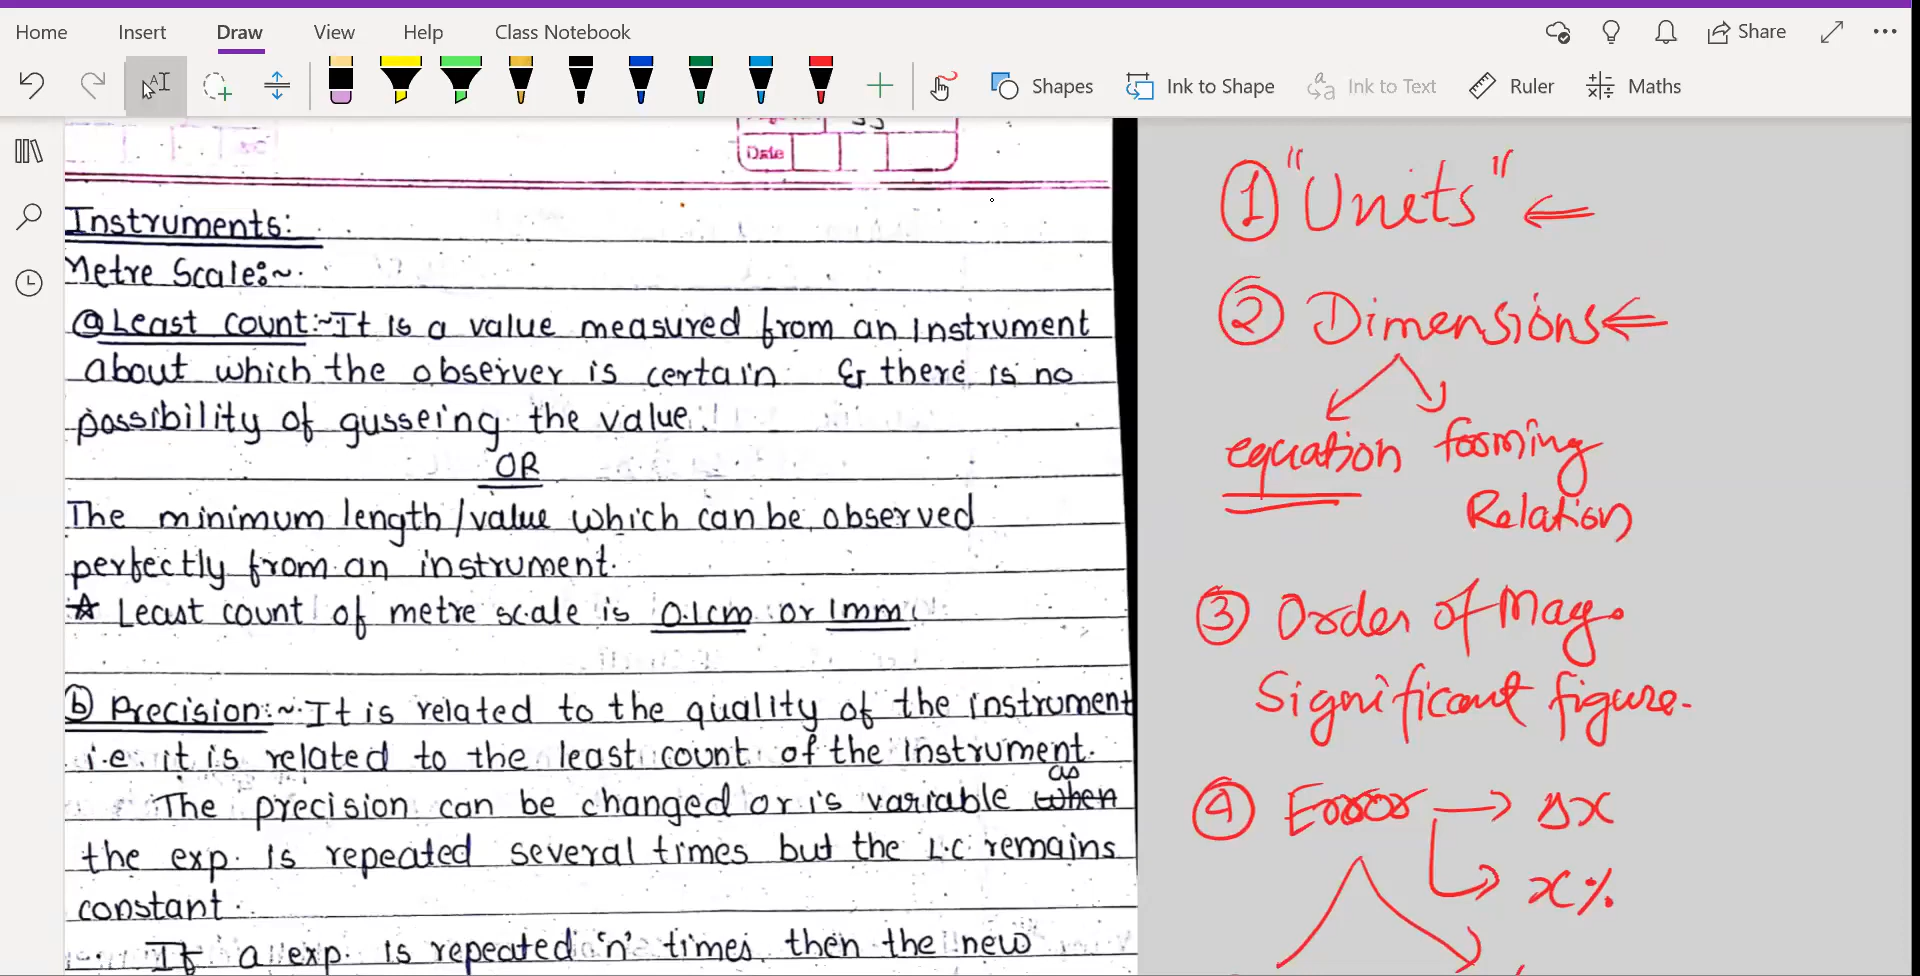 Home Insert Draw View Help Class Notebook Share
Shapes Ink to Shape Ink to Text Ruler Maths
Date
Instruments:
Metre Scale:~
ⓐ Least count:~It is a value measured from an instrument
about which the observer is certain & there is no
possibility of gusseing the value.
OR
The minimum length/value which can be observed
perfectly from an instrument.
☆ Least count of metre scale is 0.1cm or 1mm.
ⓑ Precision:~ It is related to the quality of the instrument
i.e. it is related to the least count of the instrument.
as
The precision can be changed or is variable when
the exp. is repeated several times but the L.C remains
constant.
If a exp. is repeated 'n' times then the new
① "Units" ⇐
② Dimensions ⇐
equation forming
Relation
③ Order of Mag.
Significant figure.
④ Error → Δx
→ x%